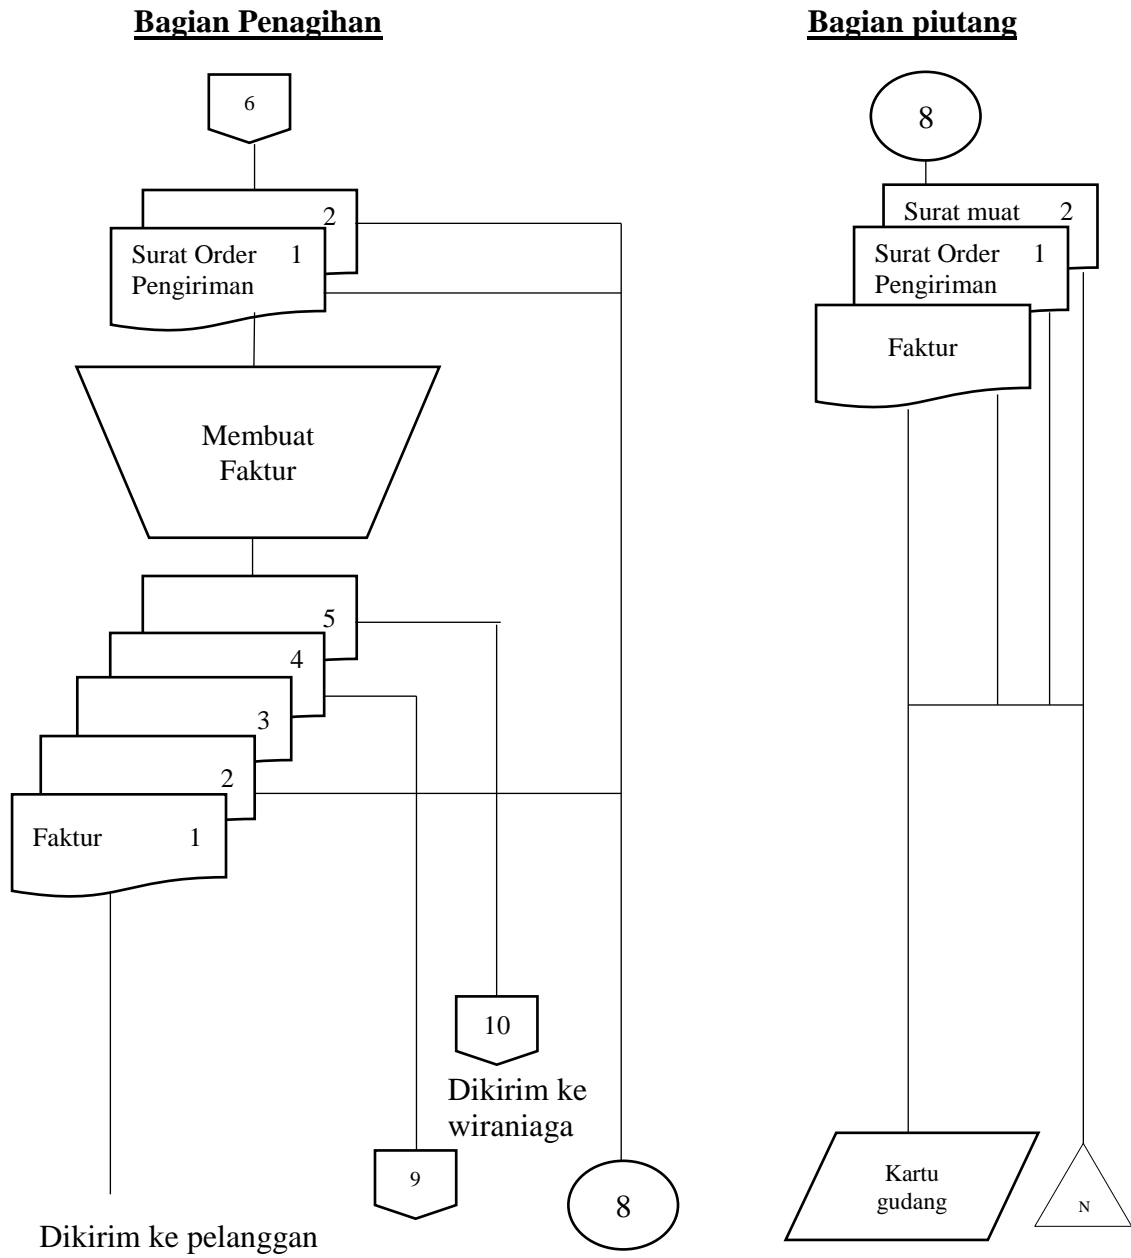 Bagian Penagihan
6
2
Surat Order 1
Pengiriman
Membuat
Faktur
5
4
3
2
Faktur 1
10
Dikirim ke
wiraniaga
9
8
Dikirim ke pelanggan
Bagian piutang
8
Surat muat 2
Surat Order 1
Pengiriman
Faktur
Kartu
gudang
N